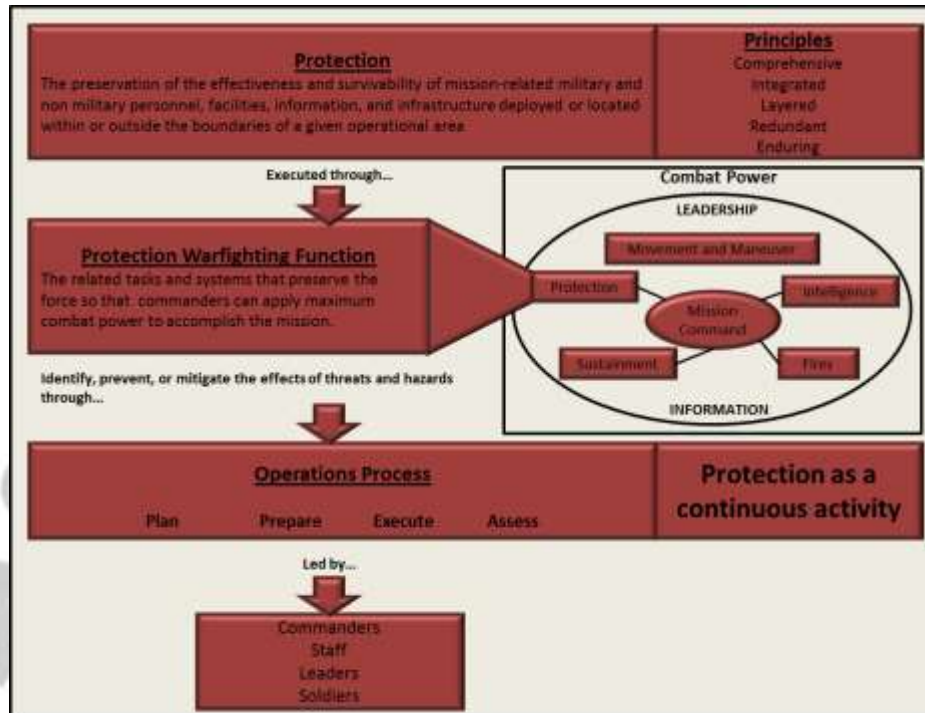 Protection
The preservation of the effectiveness and survivability of mission-related military and
non military personnel, facilities, information, and infrastructure deployed or located
within or outside the boundaries of a given operational area
Principles
Comprehensive
Integrated
Layered
Redundant
Enduring
Executed through...
Protection Warfighting Function
The related tasks and systems that preserve the
force so that commanders can apply maximum
combat power to accomplish the mission.
Combat Power
LEADERSHIP
Movement and Maneuver
Protection
Intelligence
Mission
Command
Sustainment
Fires
INFORMATION
Identify, prevent, or mitigate the effects of threats and hazards
through...
Operations Process
Plan Prepare Execute Assess
Protection as a
continuous activity
Led by...
Commanders
Staff
Leaders
Soldiers